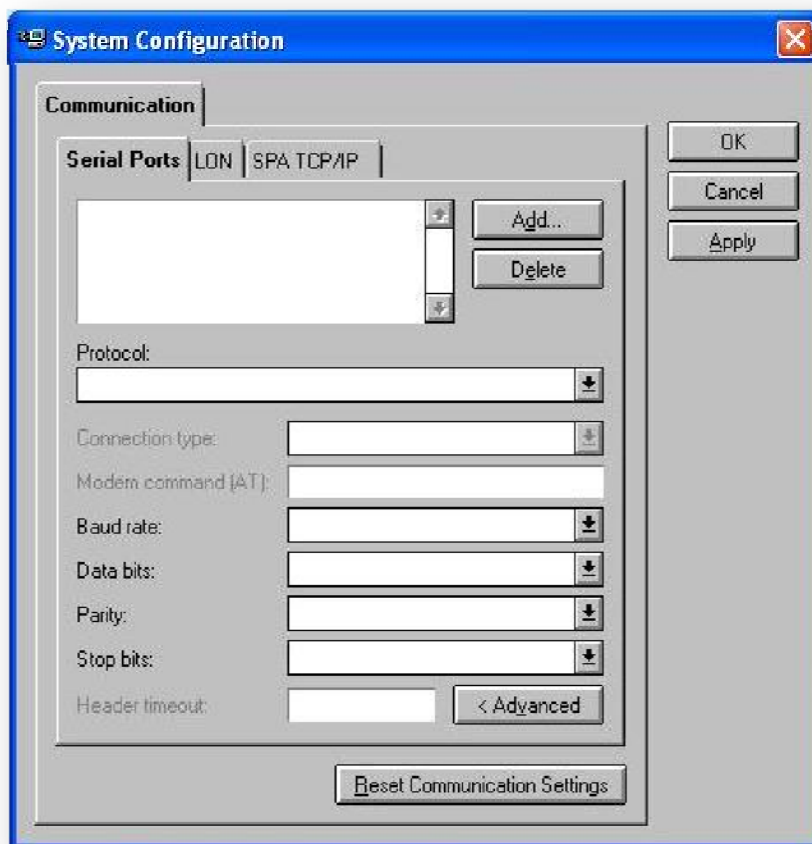 System Configuration
Communication
Serial Ports LON SPA TCP/IP
OK
Cancel
Apply
Add...
Delete
Protocol:
Connection type:
Modem command (AT):
Baud rate:
Data bits:
Parity:
Stop bits:
Header timeout:
< Advanced
Reset Communication Settings